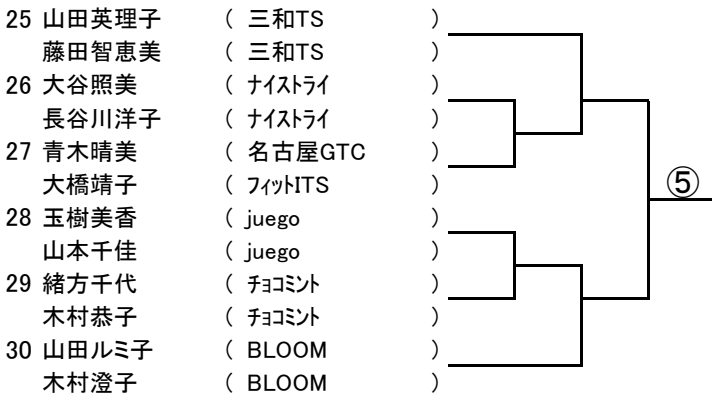 25 山田英理子 ( 三和TS )
藤田智恵美 ( 三和TS )
26 大谷照美 ( ナイストライ )
長谷川洋子 ( ナイストライ )
27 青木晴美 ( 名古屋GTC )
大橋靖子 ( フィットITS )
⑤
28 玉樹美香 ( juego )
山本千佳 ( juego )
29 緒方千代 ( チョコミント )
木村恭子 ( チョコミント )
30 山田ルミ子 ( BLOOM )
木村澄子 ( BLOOM )